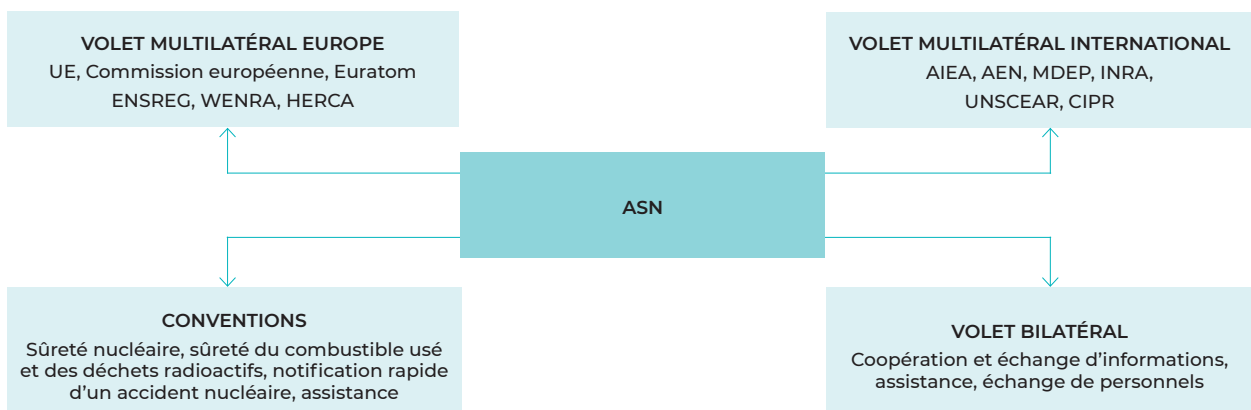 VOLET MULTILATÉRAL EUROPE
UE, Commission européenne, Euratom
ENSREG, WENRA, HERCA
VOLET MULTILATÉRAL INTERNATIONAL
AIEA, AEN, MDEP, INRA,
UNSCEAR, CIPR
ASN
CONVENTIONS
Sûreté nucléaire, sûreté du combustible usé
et des déchets radioactifs, notification rapide
d’un accident nucléaire, assistance
VOLET BILATÉRAL
Coopération et échange d’informations,
assistance, échange de personnels